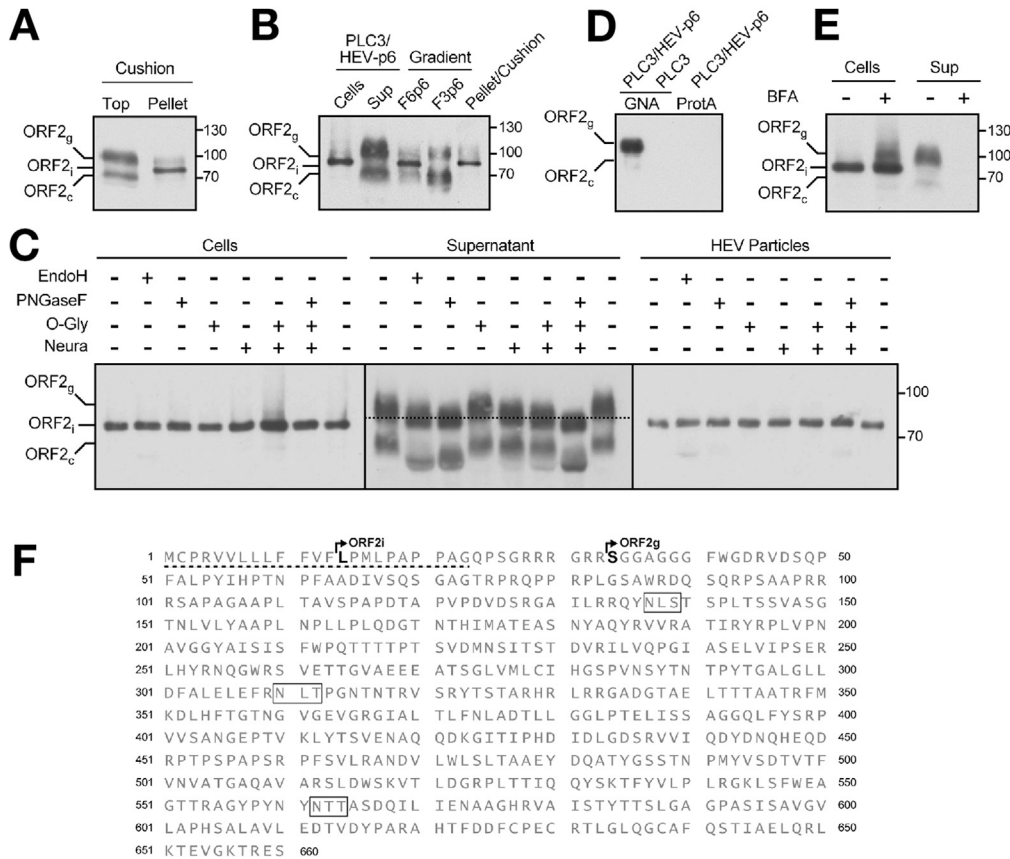 A
Cushion
Top Pellet
ORF2g
ORF2i
ORF2c
130
100
70
B
PLC3/
HEV-p6
Gradient
Cells Sup F6p6 F3p6 Pellet/Cushion
ORF2g
ORF2i
ORF2c
130
100
70
D
PLC3/HEV-p6 PLC3 PLC3/HEV-p6
GNA ProtA
ORF2g
ORF2c
130
100
70
E
Cells Sup
BFA - + - +
ORF2g
ORF2i
ORF2c
130
100
70
C
Cells Supernatant HEV Particles
EndoH - + - - - - - - - + - - - - - - - + - - - - - -
PNGaseF - - + - - - + - - - + - - - + - - - + - - - + -
O-Gly - - - + - + + - - - - + - + + - - - - + - + + -
Neura - - - - + + + - - - - - + + + - - - - - + + + -
ORF2g
ORF2i
ORF2c
100
70
F
ORF2i ORF2g
1 MCPRVVLLLF FVFLPMLPAP PAGQPSGRRR GRRSGGAGGG FWGDRVDSQP 50
51 FALPYIHPTN PFAADIVSQS GAGTRPRQPP RPLGSAWRDQ SQRPSAAPRR 100
101 RSAPAGAAPL TAVSPAPDTA PVPDVDSRGA ILRRQYNLST SPLTSSVASG 150
151 TNLVLYAAPL NPLLPLQDGT NTHIMATEAS NYAQYRVVRA TIRYRPLVPN 200
201 AVGGYAISIS FWPQTTTTPT SVDMNSITST DVRILVQPGI ASELVIPSER 250
251 LHYRNQGWRS VETTGVAEEE ATSGLVMLCI HGSPVNSYTN TPYTGALGLL 300
301 DFALELEFRN LTPGNTNTRV SRYTSTARHR LRRGADGTAE LTTTAATRFM 350
351 KDLHFTGTNG VGEVGRGIAL TLFNLADTLL GGLPTELISS AGGQLFYSRP 400
401 VVSANGEPTV KLYTSVENAQ QDKGITIPHD IDLGDSRVVI QDYDNQHEQD 450
451 RPTPSPAPSR PFSVLRANDV LWLSLTAAEY DQATYGSSTN PMYVSDTVTF 500
501 VNVATGAQAV ARSLDWSKVT LDGRPLTTIQ QYSKTFYVLP LRGKLSFWEA 550
551 GTTRAGYPYN YNTTASDQIL IENAAGHRVA ISTYTTSLGA GPASISAVGV 600
601 LAPHSALAVL EDTVDYPARA HTFDDFCPEC RTLGLQGCAF QSTIAELQRL 650
651 KTEVGKTRES 660